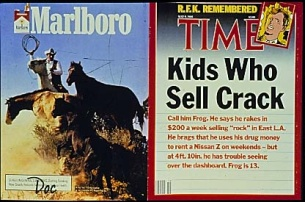 Marlboro
Doc
R.F.K. REMEMBERED
TIME
Kids Who
Sell Crack
Call him Frog. He says he rakes in
$200 a week selling "rock" in East L.A.
He brags that he uses his drug money
to rent a Nissan Z on weekends – but
at 4ft. 10in. he has trouble seeing
over the dashboard. Frog is 13.